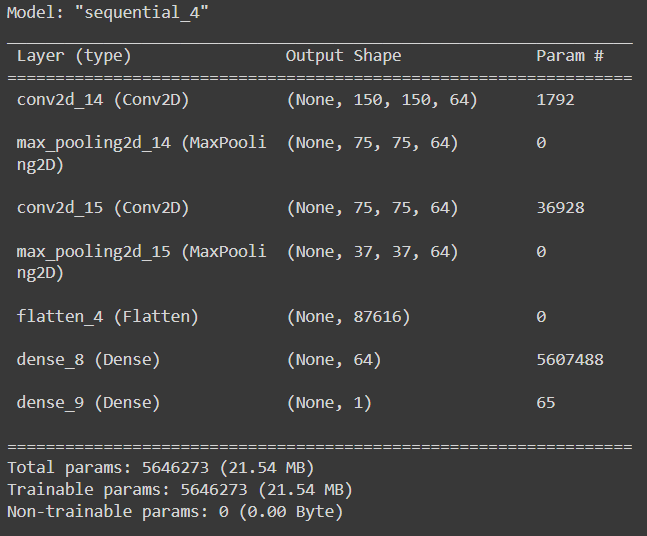 Model: "sequential_4"
_________________________________________________________________
Layer (type) Output Shape Param #
=================================================================
conv2d_14 (Conv2D) (None, 150, 150, 64) 1792
max_pooling2d_14 (MaxPooli (None, 75, 75, 64) 0
ng2D)
conv2d_15 (Conv2D) (None, 75, 75, 64) 36928
max_pooling2d_15 (MaxPooli (None, 37, 37, 64) 0
ng2D)
flatten_4 (Flatten) (None, 87616) 0
dense_8 (Dense) (None, 64) 5607488
dense_9 (Dense) (None, 1) 65
=================================================================
Total params: 5646273 (21.54 MB)
Trainable params: 5646273 (21.54 MB)
Non-trainable params: 0 (0.00 Byte)